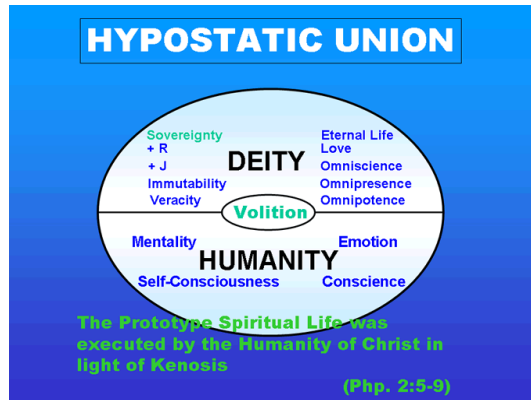 HYPOSTATIC UNION
Sovereignty
+ R
+ J
Immutability
Veracity
DEITY
Eternal Life
Love
Omniscience
Omnipresence
Omnipotence
Volition
Mentality
Emotion
HUMANITY
Self-Consciousness
Conscience
The Prototype Spiritual Life was
executed by the Humanity of Christ in
light of Kenosis
(Php. 2:5-9)